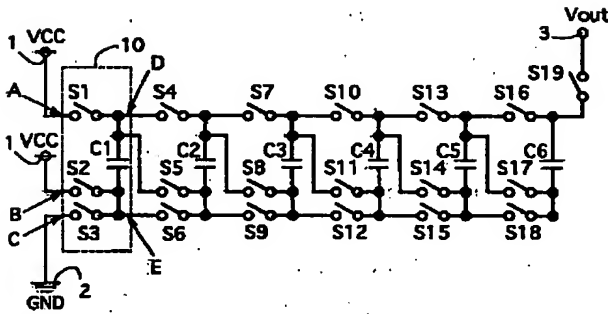 10
Vout
1 VCC
3
D
S19
A
S1
S4
S7
S10
S13
S16
1 VCC
C1
C2
C3
C4
C5
C6
S2
S5
S8
S11
S14
S17
B
C
S3
S6
S9
S12
S15
S18
E
2
GND